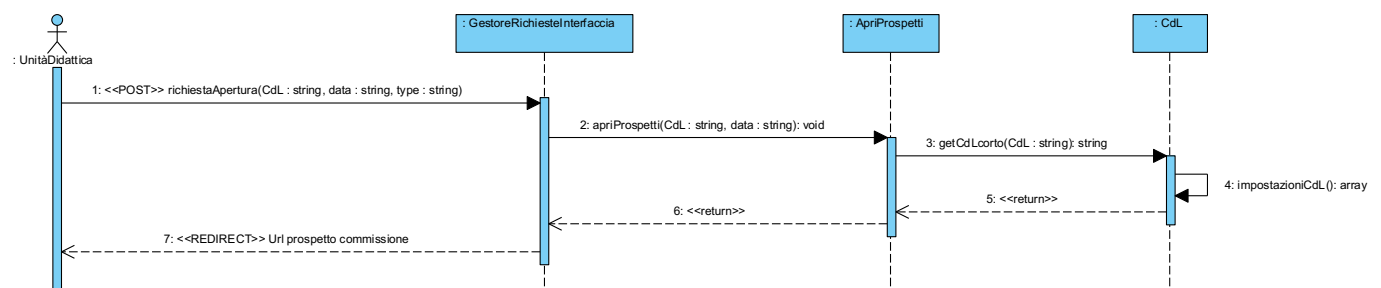 : GestoreRichiesteInterfaccia
: ApriProspetti
: CdL
: UnitàDidattica
1: <<POST>> richiestaApertura(CdL : string, data : string, type : string)
2: apriProspetti(CdL : string, data : string): void
3: getCdLcorto(CdL : string): string
4: impostazioniCdL(): array
5: <<return>>
6: <<return>>
7: <<REDIRECT>> Url prospetto commissione